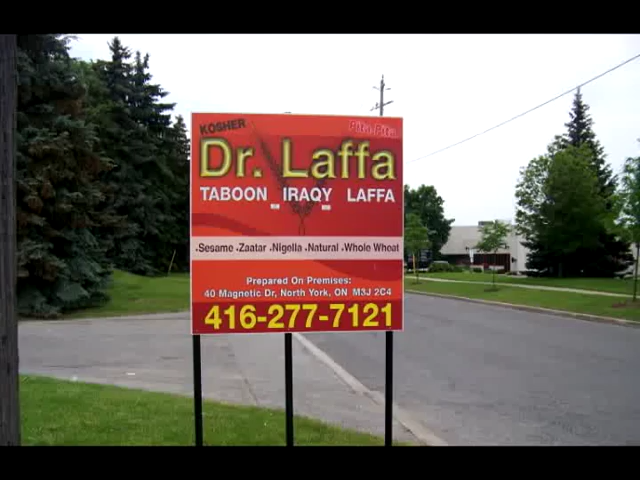 KOSHER
Pita Pita
Dr. Laffa
TABOON IRAQY LAFFA
•Sesame •Zaatar •Nigella •Natural •Whole Wheat
Prepared On Premises:
40 Magnetic Dr, North York, ON M3J 2C4
416-277-7121